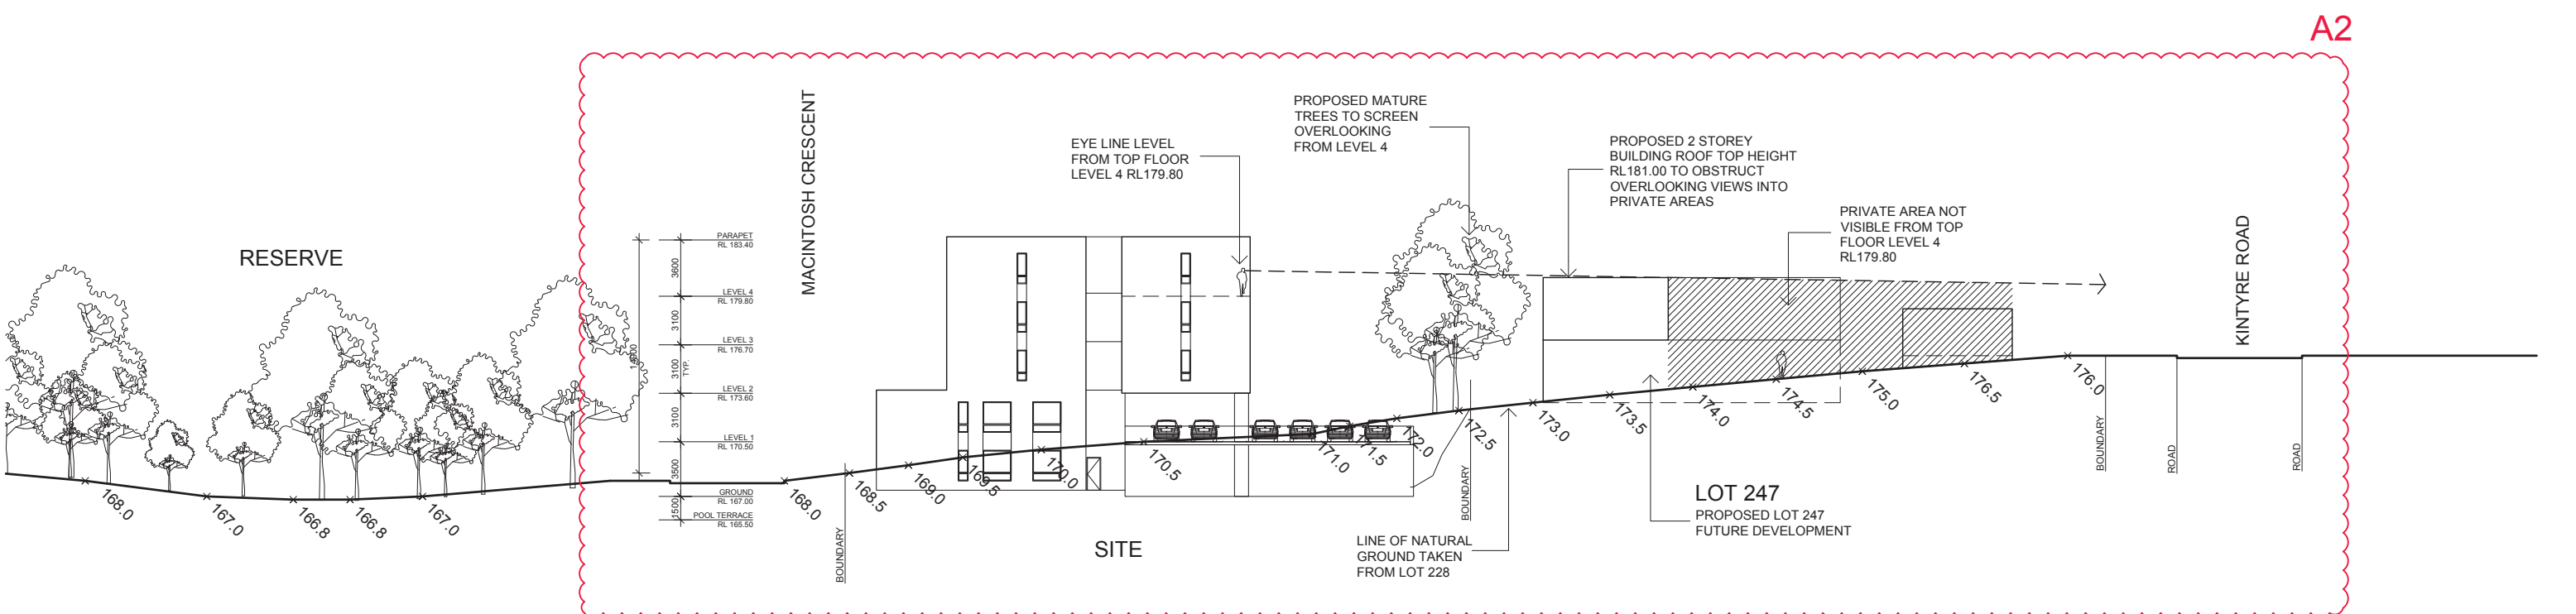 A2
RESERVE
MACINTOSH CRESCENT
EYE LINE LEVEL
FROM TOP FLOOR
LEVEL 4 RL179.80
PROPOSED MATURE
TREES TO SCREEN
OVERLOOKING
FROM LEVEL 4
PROPOSED 2 STOREY
BUILDING ROOF TOP HEIGHT
RL181.00 TO OBSTRUCT
OVERLOOKING VIEWS INTO
PRIVATE AREAS
PRIVATE AREA NOT
VISIBLE FROM TOP
FLOOR LEVEL 4
RL179.80
KINTYRE ROAD
PARAPET
RL 183.40
3600
LEVEL 4
RL 179.80
3100
LEVEL 3
RL 176.70
3100
TYP.
LEVEL 2
RL 173.60
3100
LEVEL 1
RL 170.50
3500
GROUND
RL 167.00
1500
POOL TERRACE
RL 165.50
168.0
167.0
166.8
166.8
167.0
168.0
168.5
169.0
169.5
170.0
170.5
171.0
171.5
172.0
172.5
173.0
173.5
174.0
174.5
175.0
176.5
176.0
BOUNDARY
BOUNDARY
BOUNDARY
ROAD
ROAD
SITE
LINE OF NATURAL
GROUND TAKEN
FROM LOT 228
LOT 247
PROPOSED LOT 247
FUTURE DEVELOPMENT